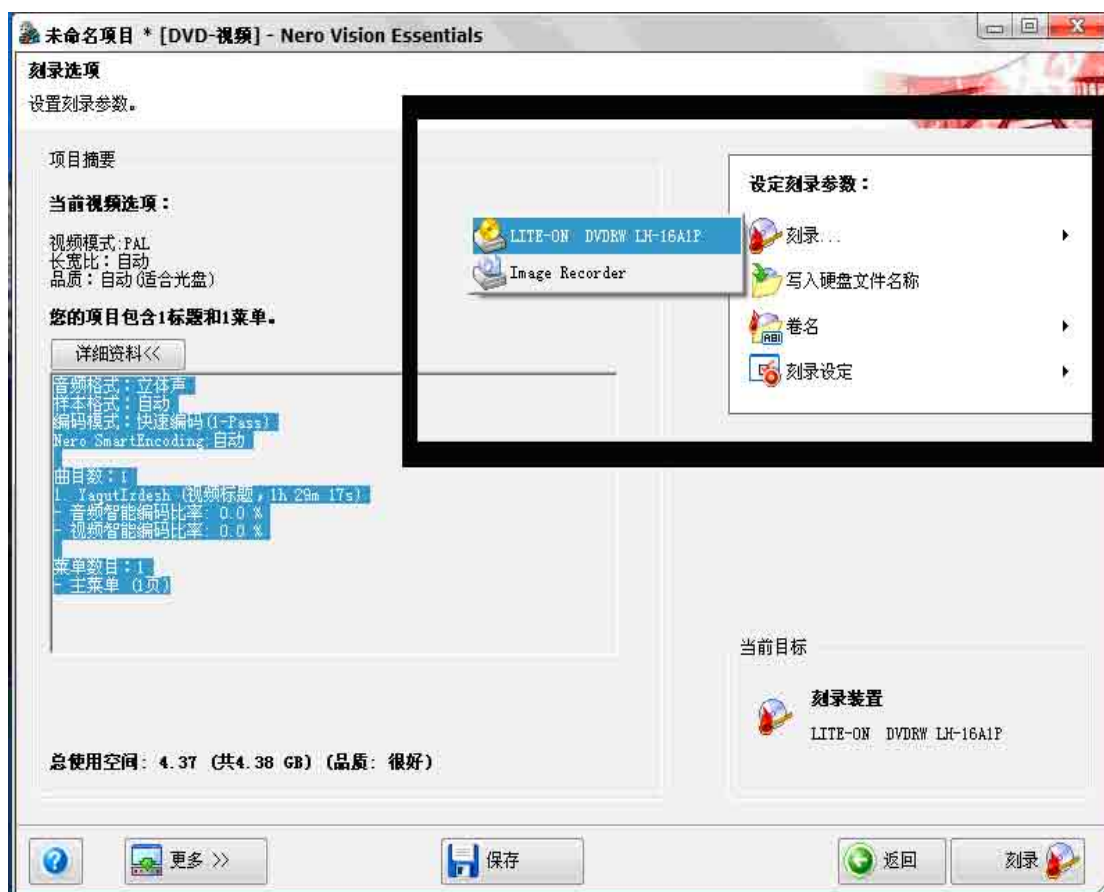 未命名项目 * [DVD-视频] - Nero Vision Essentials
刻录选项
设置刻录参数。
项目摘要
当前视频选项：
视频模式:PAL
长宽比：自动
品质：自动(适合光盘)
您的项目包含1标题和1菜单。
详细资料<<
音频格式：立体声
样本格式：自动
编码模式：快速编码(1-Pass)
Nero SmartEncoding:自动
曲目数：1
1. YaqutIzdesh (视频标题，1h 29m 17s)
- 音频智能编码比率: 0.0 %
- 视频智能编码比率: 0.0 %
菜单数目：1
- 主菜单 (1页)
总使用空间: 4.37 (共4.38 GB) (品质: 很好)
LITE-ON DVDRW LH-16A1P
Image Recorder
设定刻录参数：
刻录...
写入硬盘文件名称
卷名
刻录设定
当前目标
刻录装置
LITE-ON DVDRW LH-16A1P
更多 >>
保存
返回
刻录